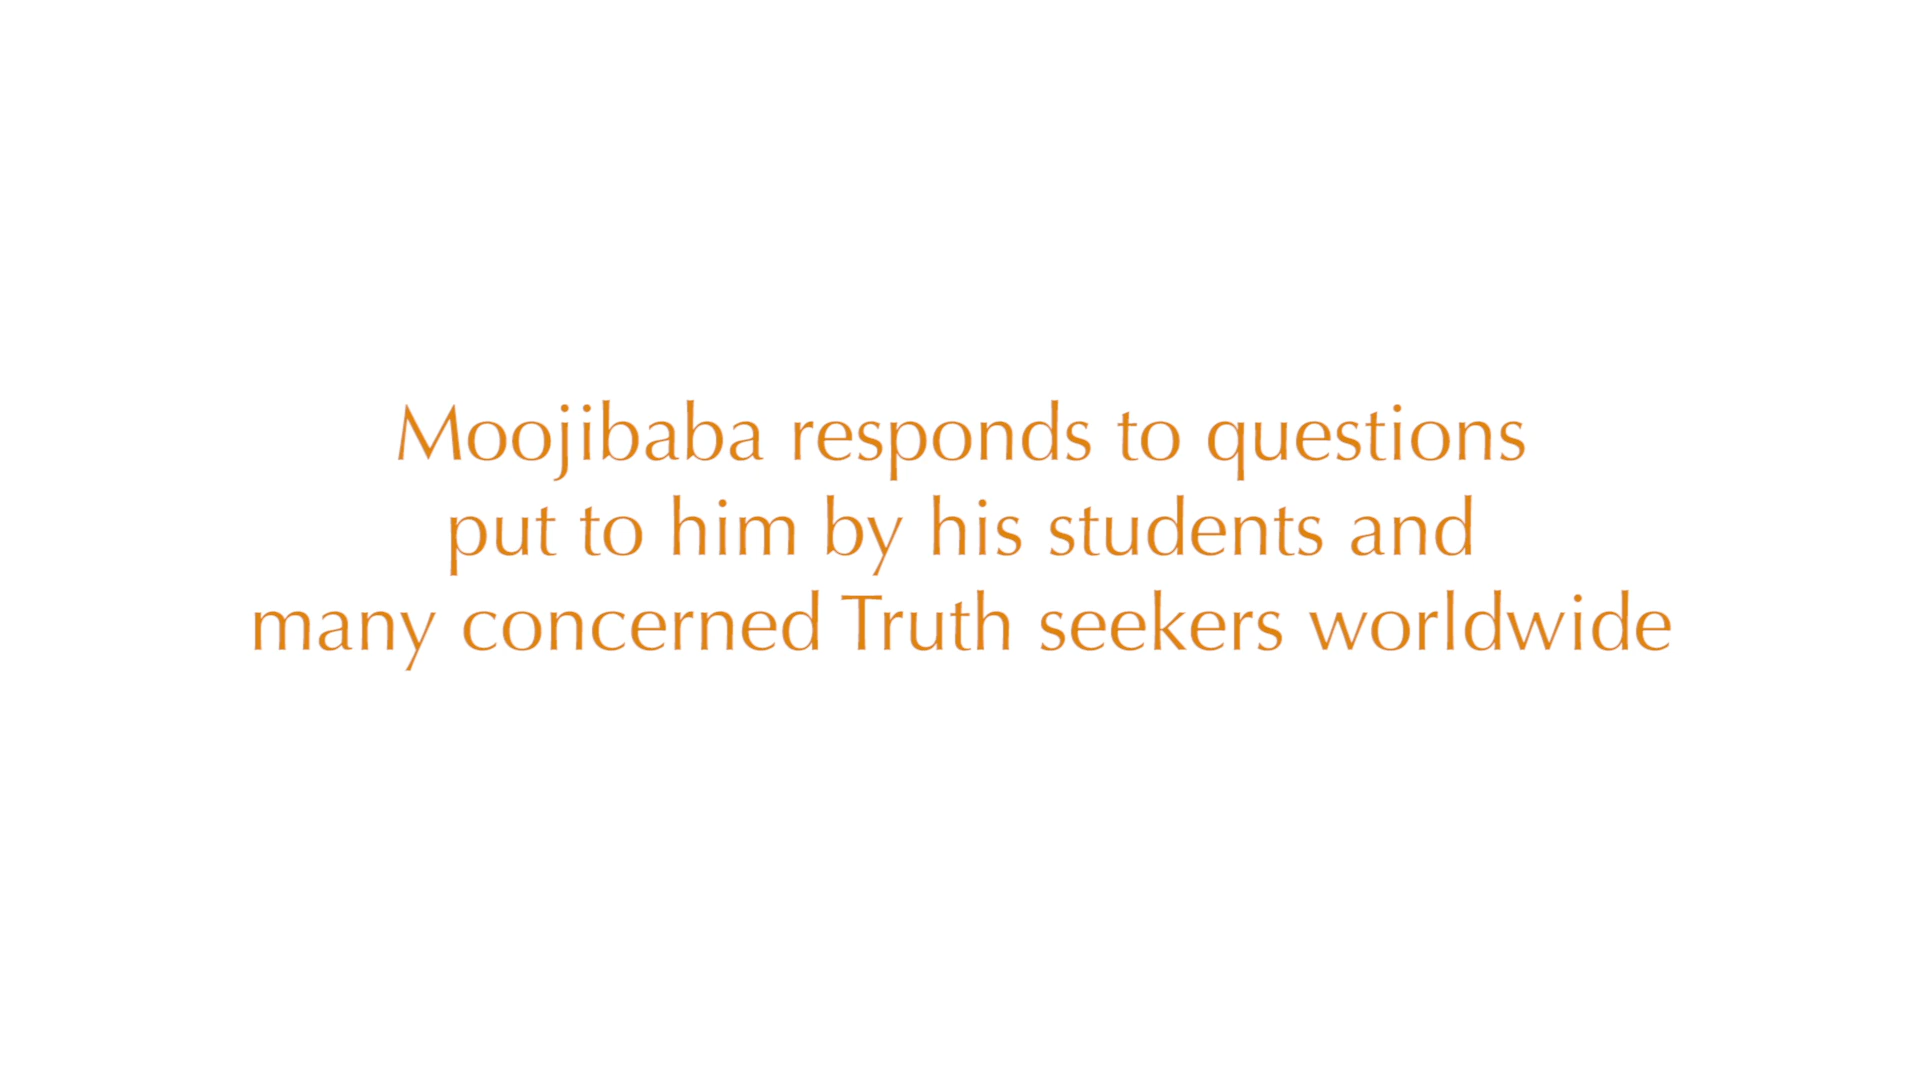 Moojibaba responds to questions
put to him by his students and
many concerned Truth seekers worldwide